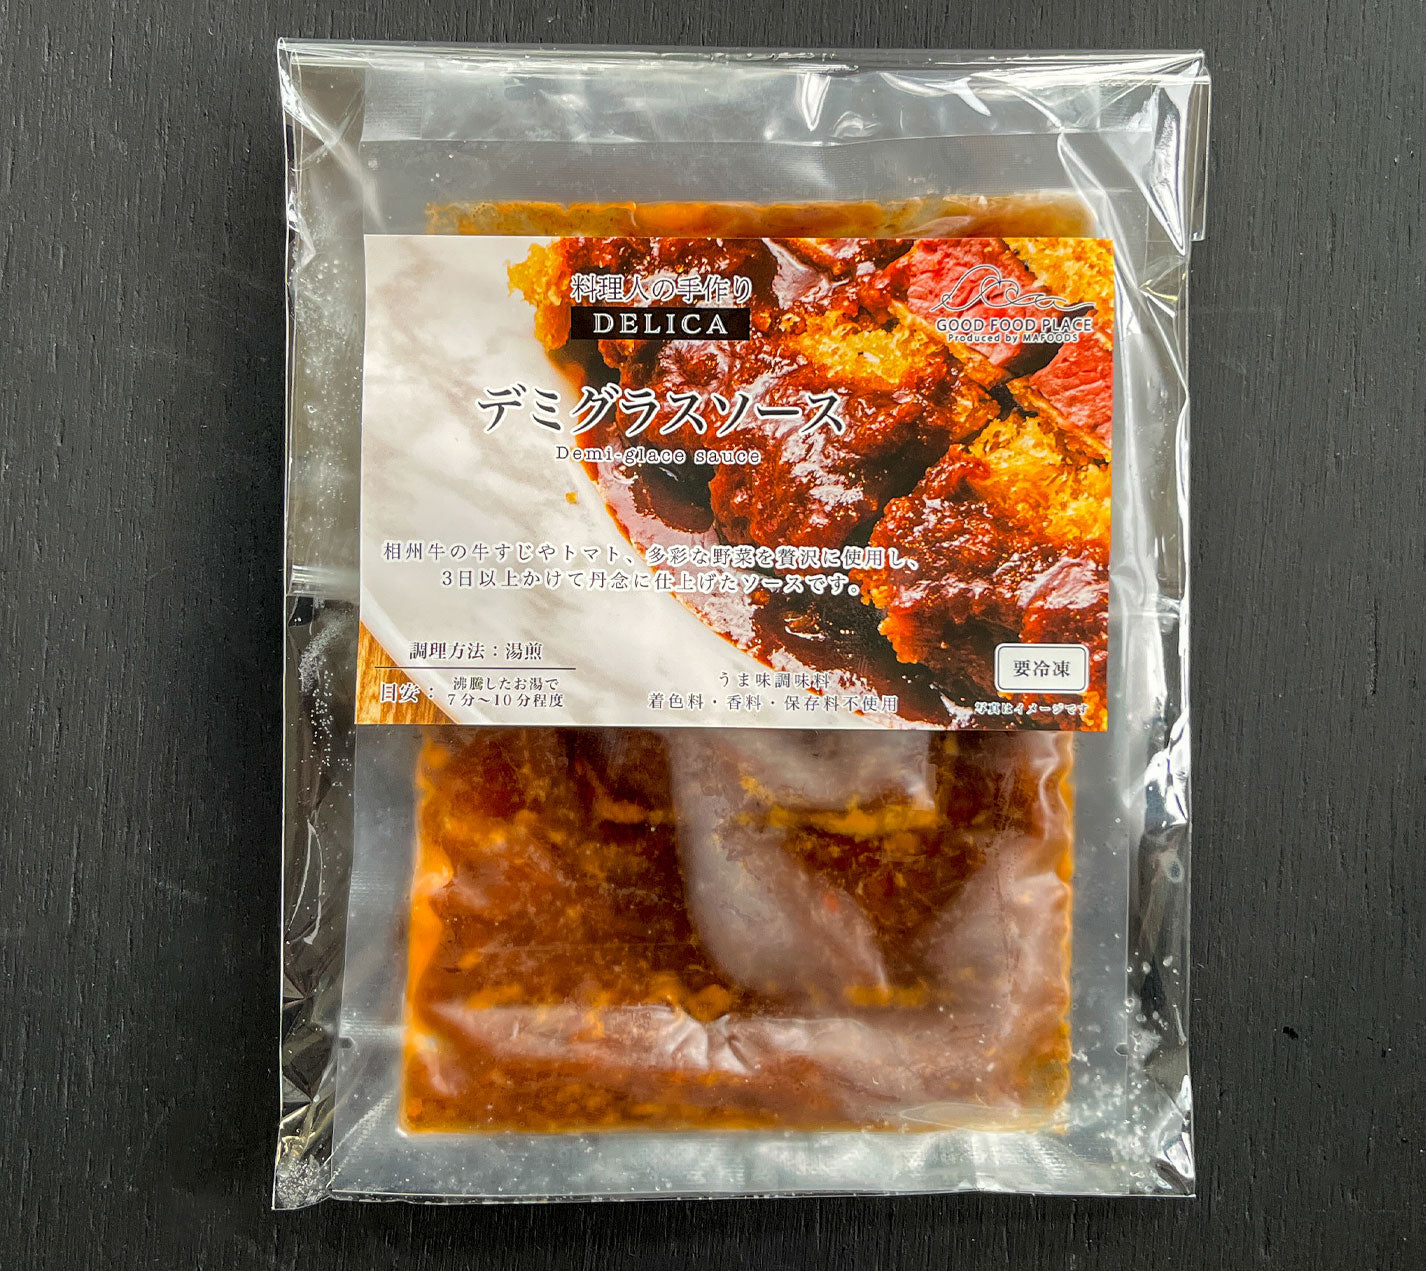 料理人の手作り
DELICA
GOOD FOOD PLACE
Produced by MAFOODS
デミグラスソース
Demi-glace sauce
相州牛の牛すじやトマト、多彩な野菜を贅沢に使用し、
3日以上かけて丹念に仕上げたソースです。
調理方法：湯煎
目安：
沸騰したお湯で
7分〜10分程度
うま味調味料
着色料・香料・保存料不使用
要冷凍
写真はイメージです